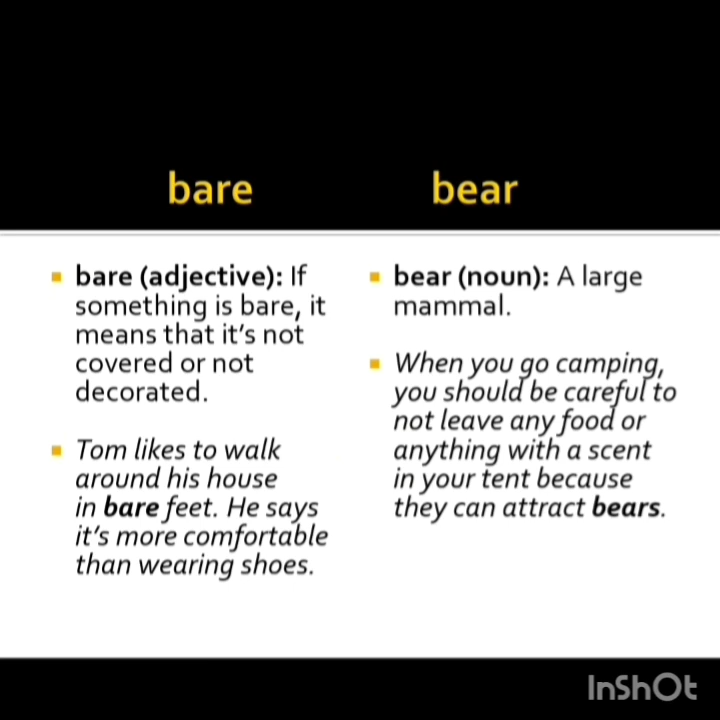 bare
bear
bare (adjective): If
something is bare, it
means that it's not
covered or not
decorated.
Tom likes to walk
around his house
in bare feet. He says
it's more comfortable
than wearing shoes.
bear (noun): A large
mammal.
When you go camping,
you should be careful to
not leave any food or
anything with a scent
in your tent because
they can attract bears.
InShOt